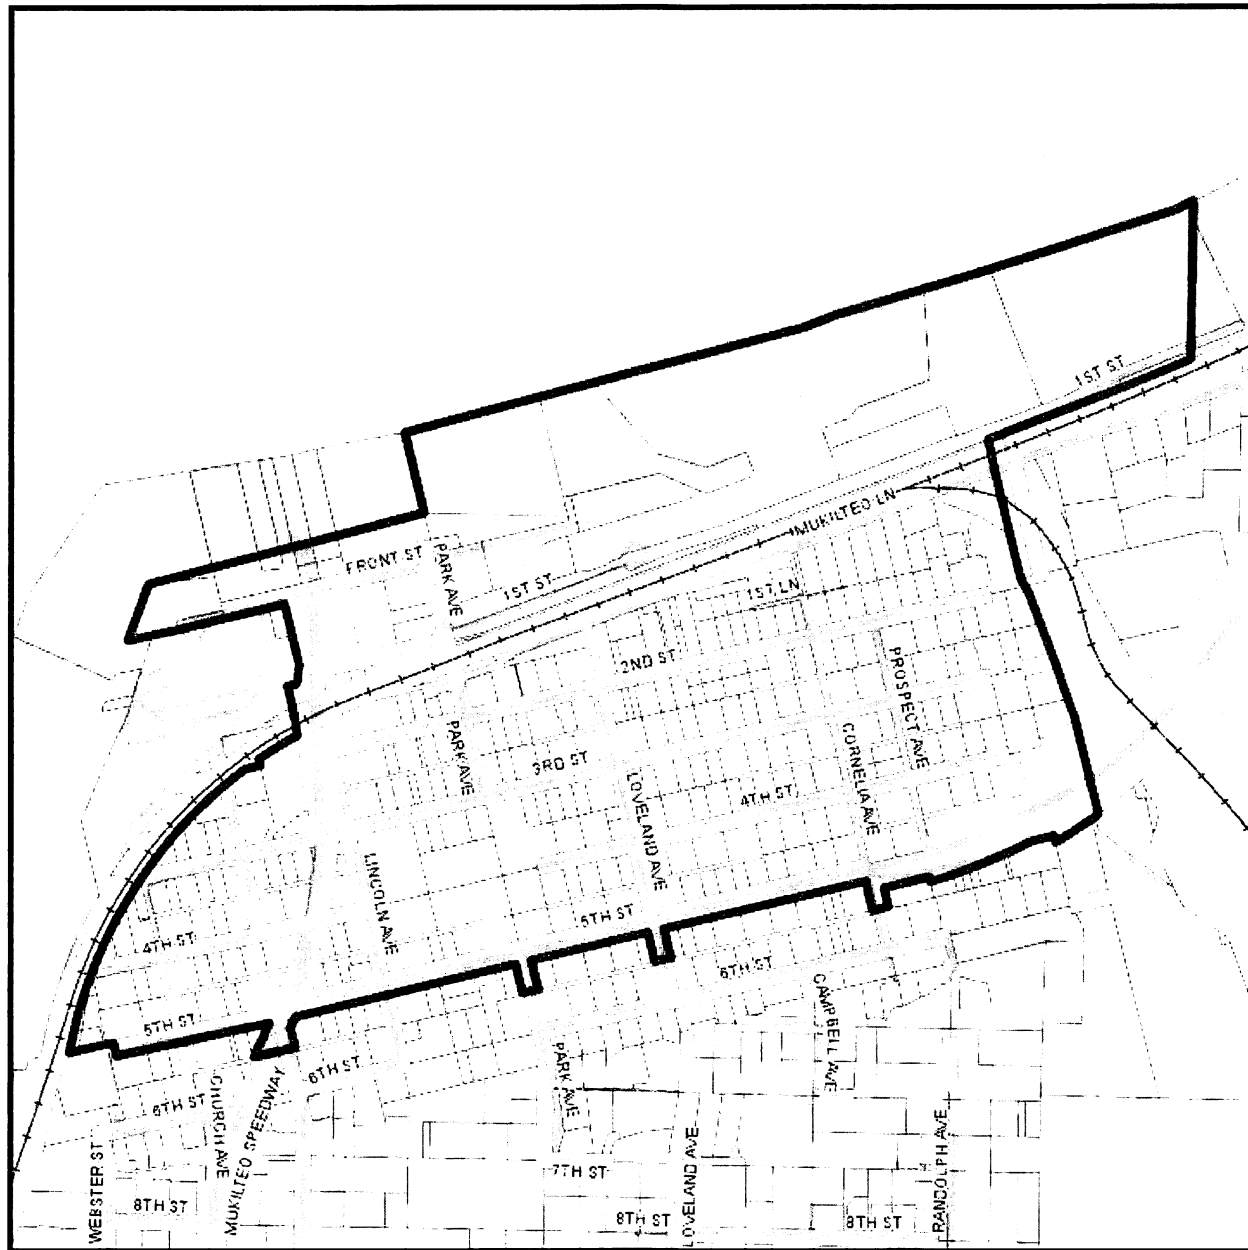 1ST ST
MUKILTEO LN
FRONT ST
PARK AVE
1ST ST
1ST LN
2ND ST
PROSPECT AVE
PARK AVE
3RD ST
CORNELIA AVE
LOVELAND AVE
4TH ST
LINCOLN AVE
5TH ST
4TH ST
6TH ST
CAMPBELL AVE
5TH ST
6TH ST
PARK AVE
6TH ST
CHURCH AVE
MUKILTEO SPEEDWAY
RANDOLPH AVE
WEBSTER ST
LOVELAND AVE
7TH ST
8TH ST
8TH ST
8TH ST